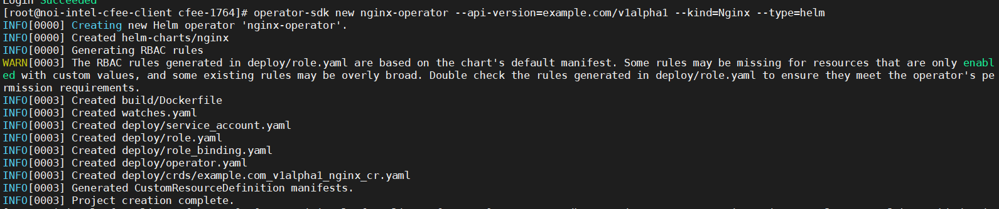 Login Succeeded
[root@noi-intel-cfee-client cfee-1764]# operator-sdk new nginx-operator --api-version=example.com/v1alpha1 --kind=Nginx --type=helm
INFO[0000] Creating new Helm operator 'nginx-operator'.
INFO[0000] Created helm-charts/nginx
INFO[0000] Generating RBAC rules
WARN[0003] The RBAC rules generated in deploy/role.yaml are based on the chart's default manifest. Some rules may be missing for resources that are only enabl
ed with custom values, and some existing rules may be overly broad. Double check the rules generated in deploy/role.yaml to ensure they meet the operator's pe
rmission requirements.
INFO[0003] Created build/Dockerfile
INFO[0003] Created watches.yaml
INFO[0003] Created deploy/service_account.yaml
INFO[0003] Created deploy/role.yaml
INFO[0003] Created deploy/role_binding.yaml
INFO[0003] Created deploy/operator.yaml
INFO[0003] Created deploy/crds/example.com_v1alpha1_nginx_cr.yaml
INFO[0003] Generated CustomResourceDefinition manifests.
INFO[0003] Project creation complete.